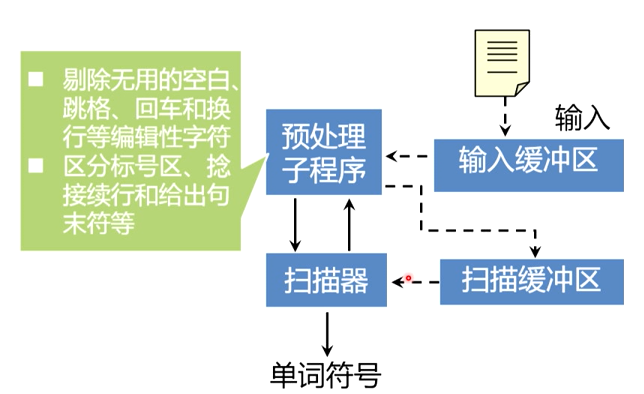 剔除无用的空白、
跳格、回车和换
行等编辑性字符
区分标号区、捻
接续行和给出句
末符等
输入
预处理
子程序
输入缓冲区
扫描器
扫描缓冲区
单词符号